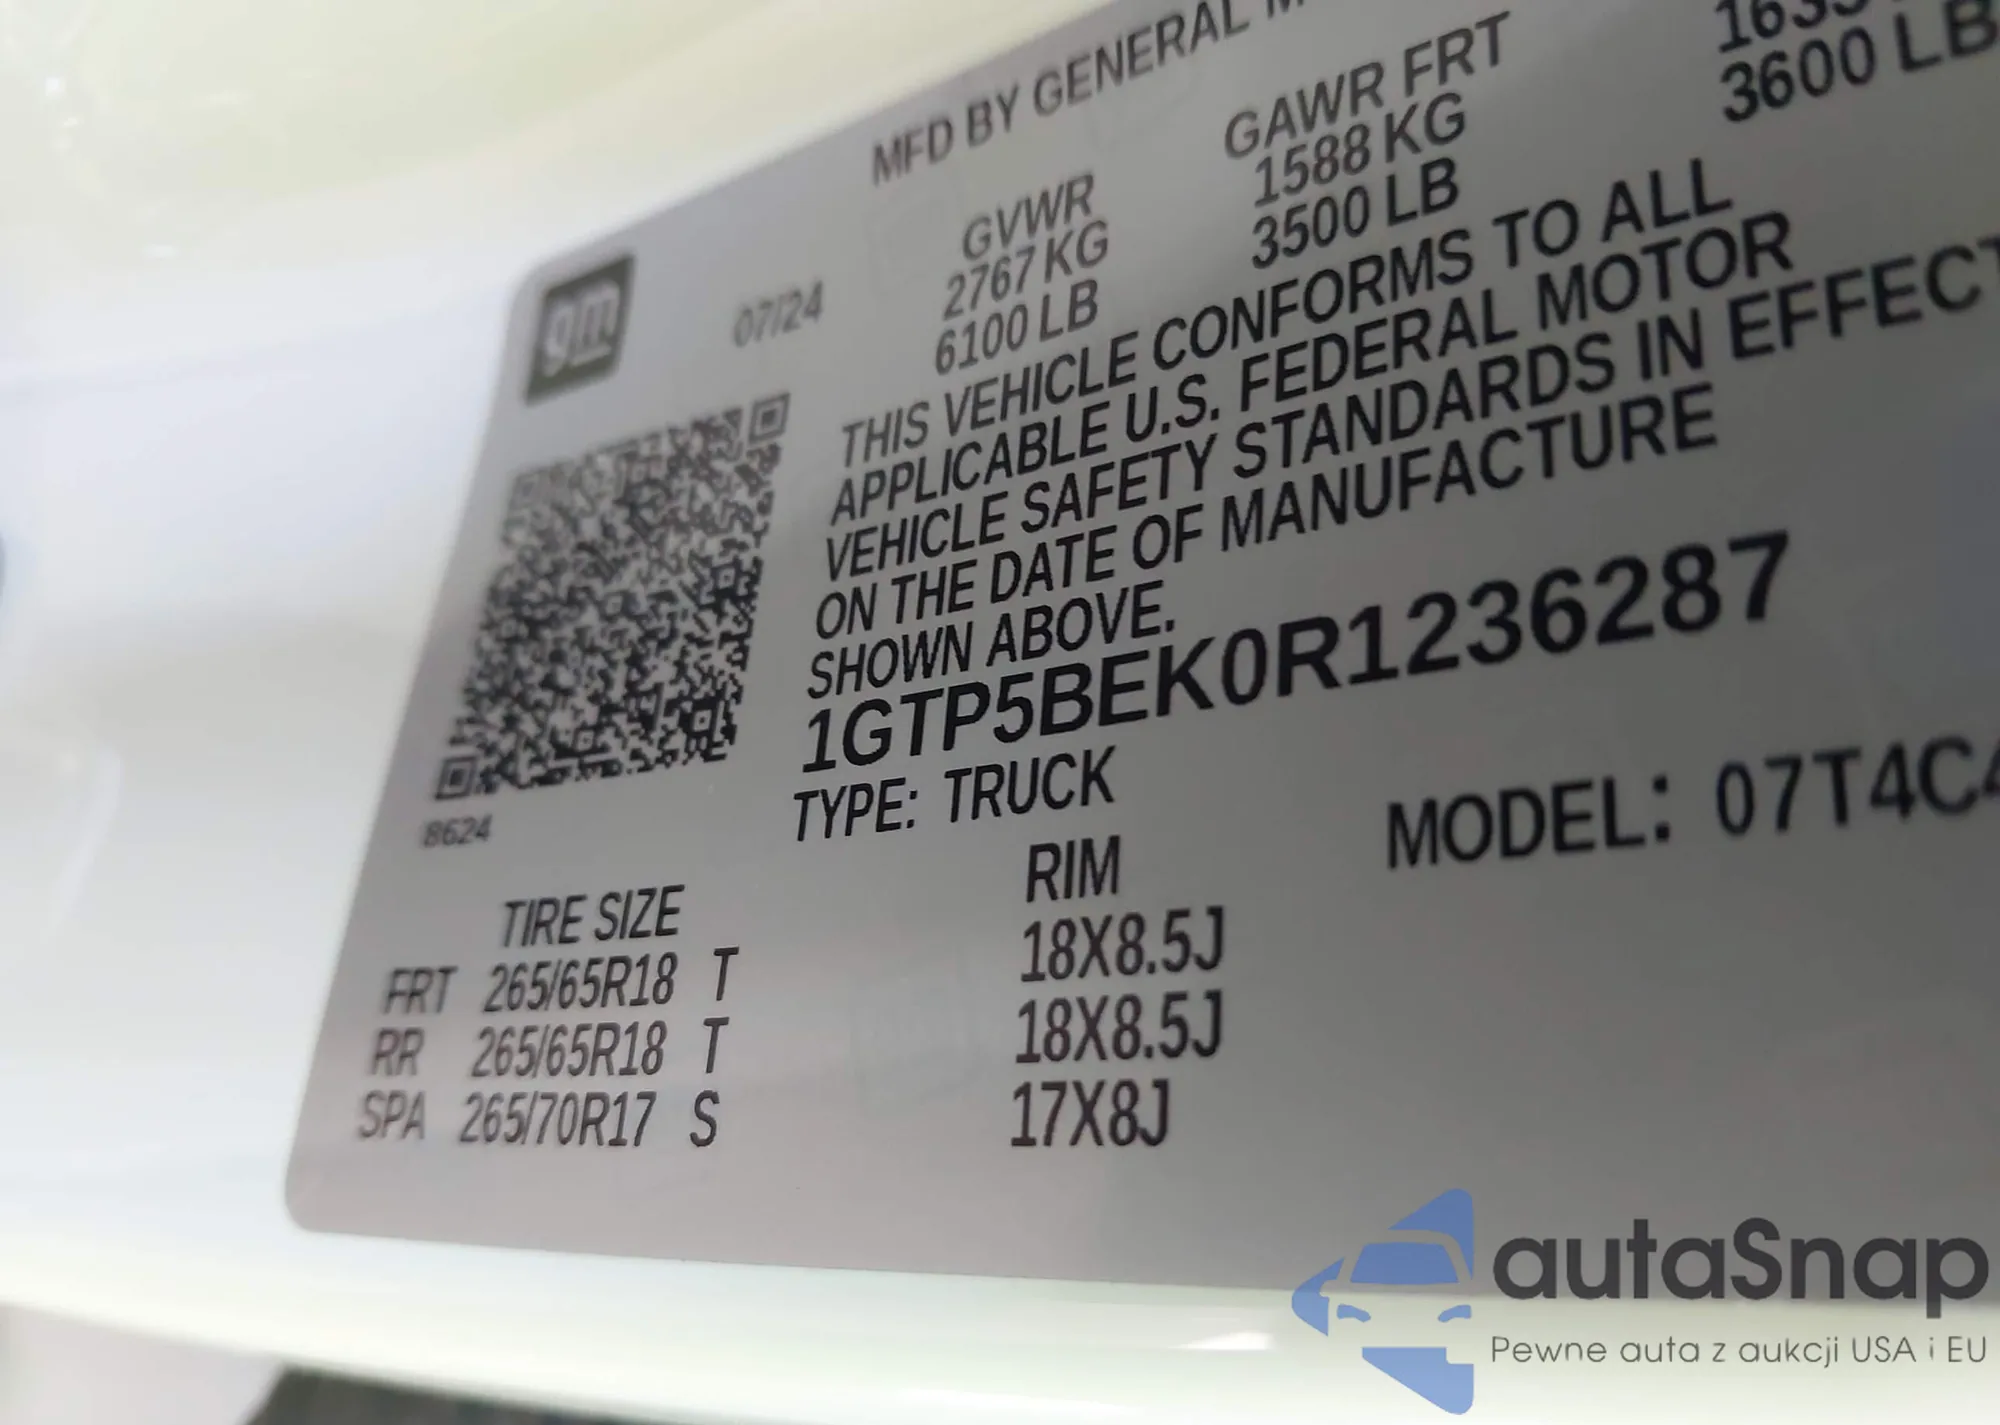 MFD BY GENERAL
gm
07/24
GVWR
2767 KG
6100 LB
GAWR FRT
1588 KG
3500 LB
3600 LB
THIS VEHICLE CONFORMS TO ALL
APPLICABLE U.S. FEDERAL MOTOR
VEHICLE SAFETY STANDARDS IN EFFECT
ON THE DATE OF MANUFACTURE
SHOWN ABOVE.
1GTP5BEK0R1236287
TYPE: TRUCK
MODEL: 07T4C4
8624
TIRE SIZE RIM
FRT 265/65R18 T 18X8.5J
RR 265/65R18 T 18X8.5J
SPA 265/70R17 S 17X8J
autaSnap
Pewne auta z aukcji USA i EU